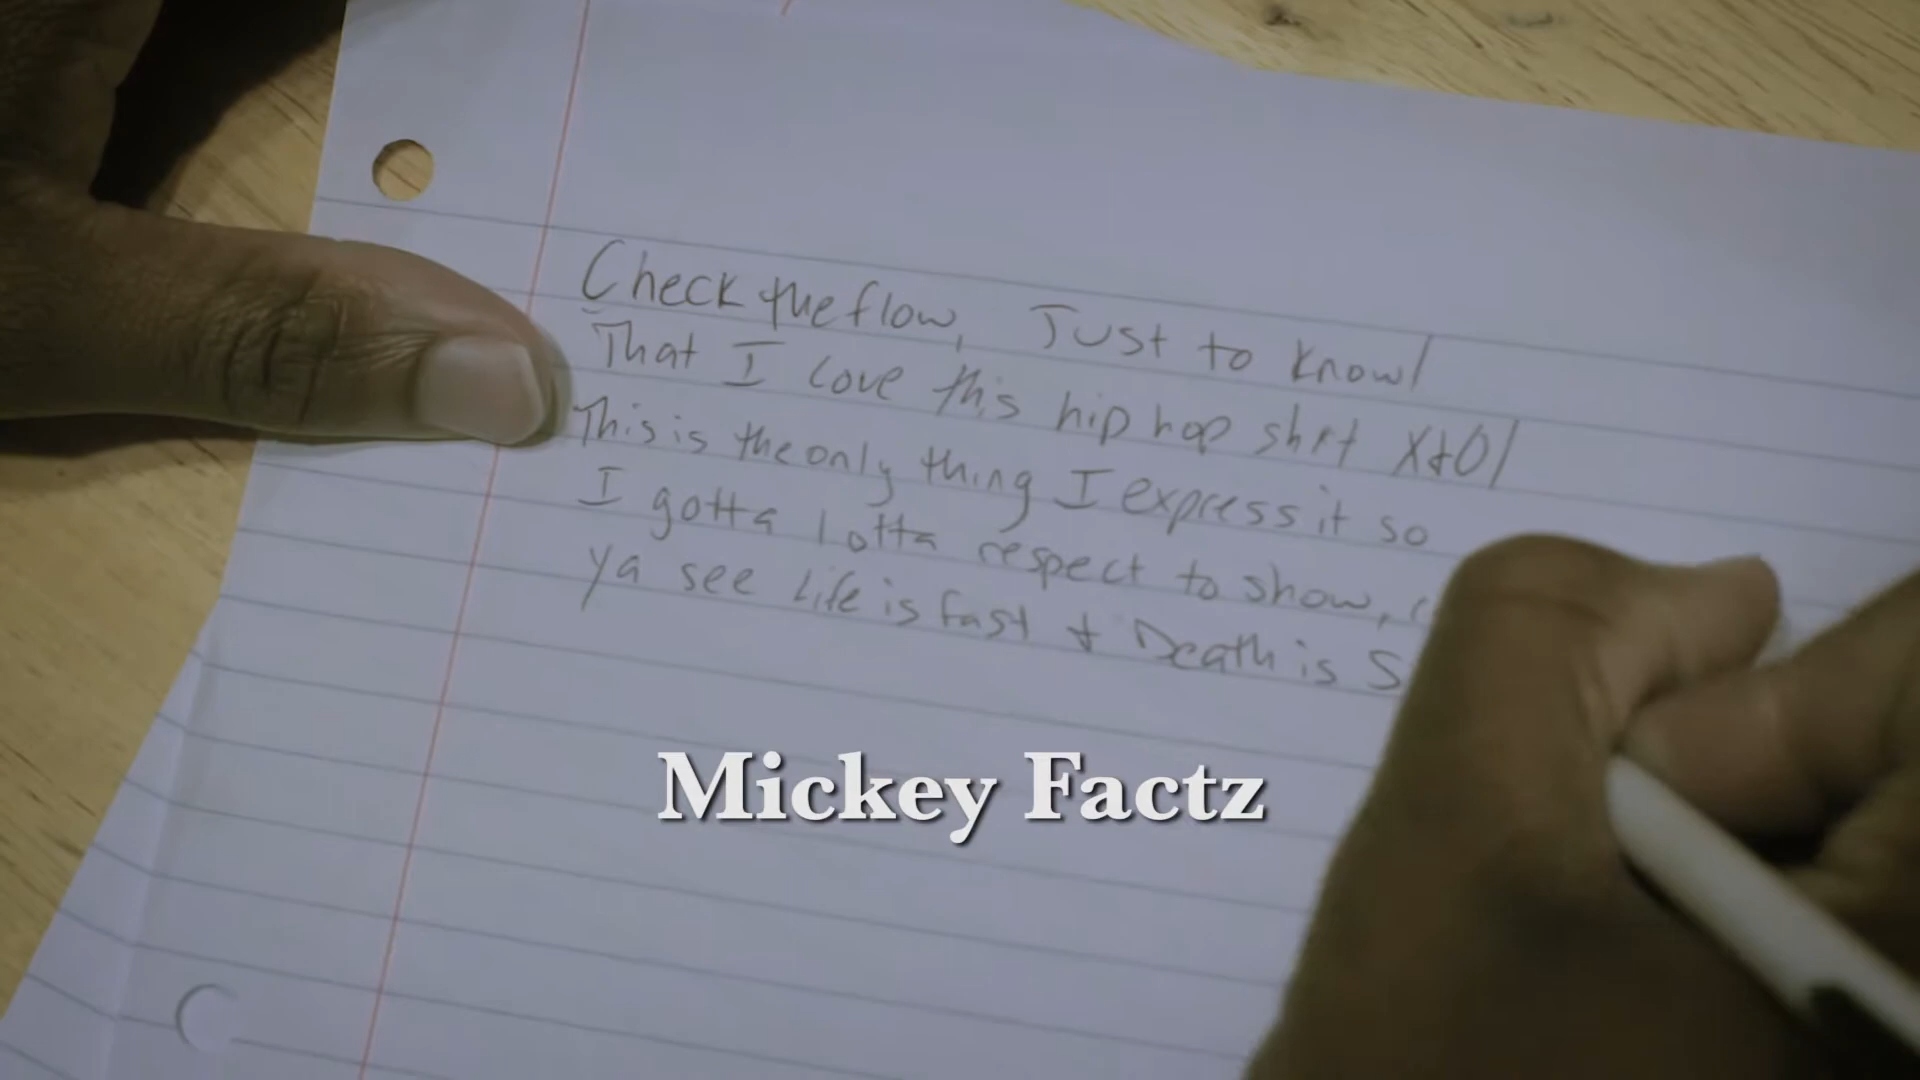 Check the flow, Just to know/
That I love this hip hop shit X&O/
This is the only thing I express it so
I gotta lotta respect to show,
ya see Life is fast & Death is
Mickey Factz